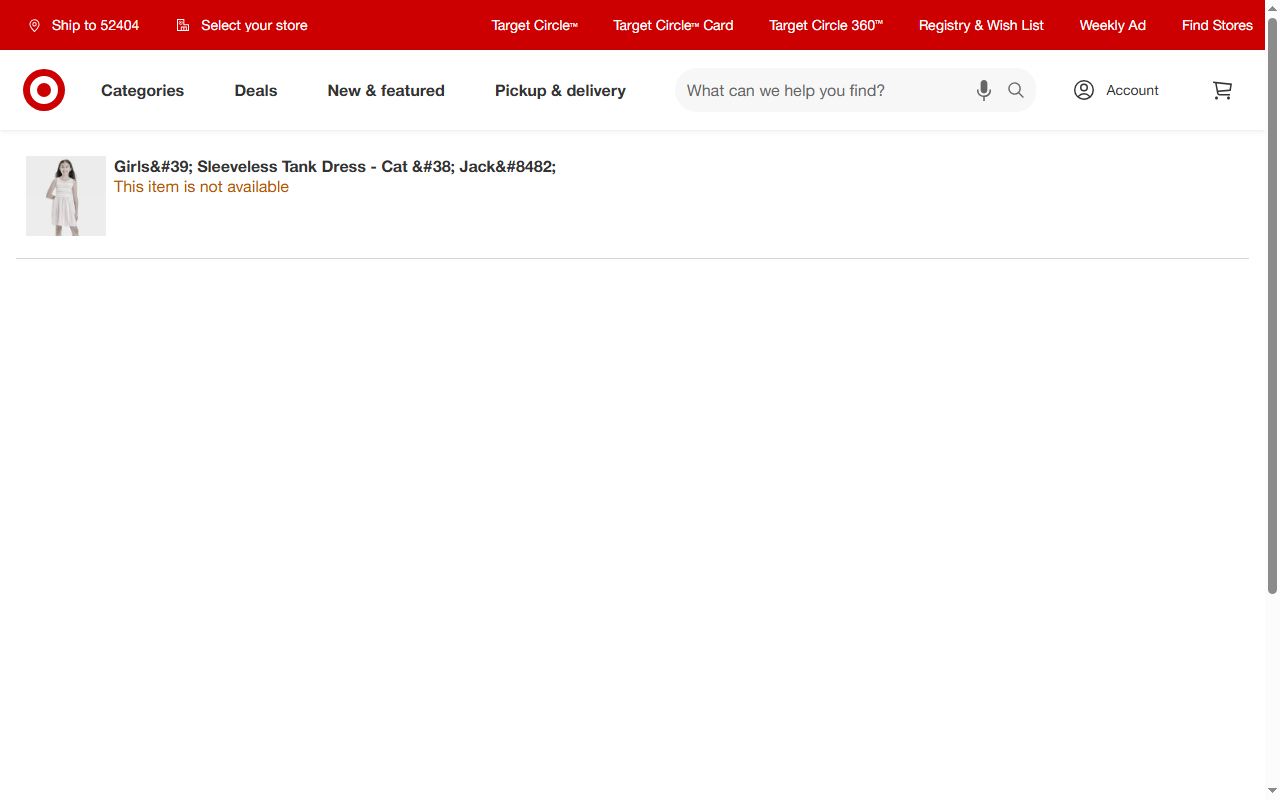 Ship to 52404
Select your store
Target Circle™
Target Circle™ Card
Target Circle 360™
Registry & Wish List
Weekly Ad
Find Stores
Categories
Deals
New & featured
Pickup & delivery
What can we help you find?
Account
Girls&#39; Sleeveless Tank Dress - Cat &#38; Jack&#8482;
This item is not available